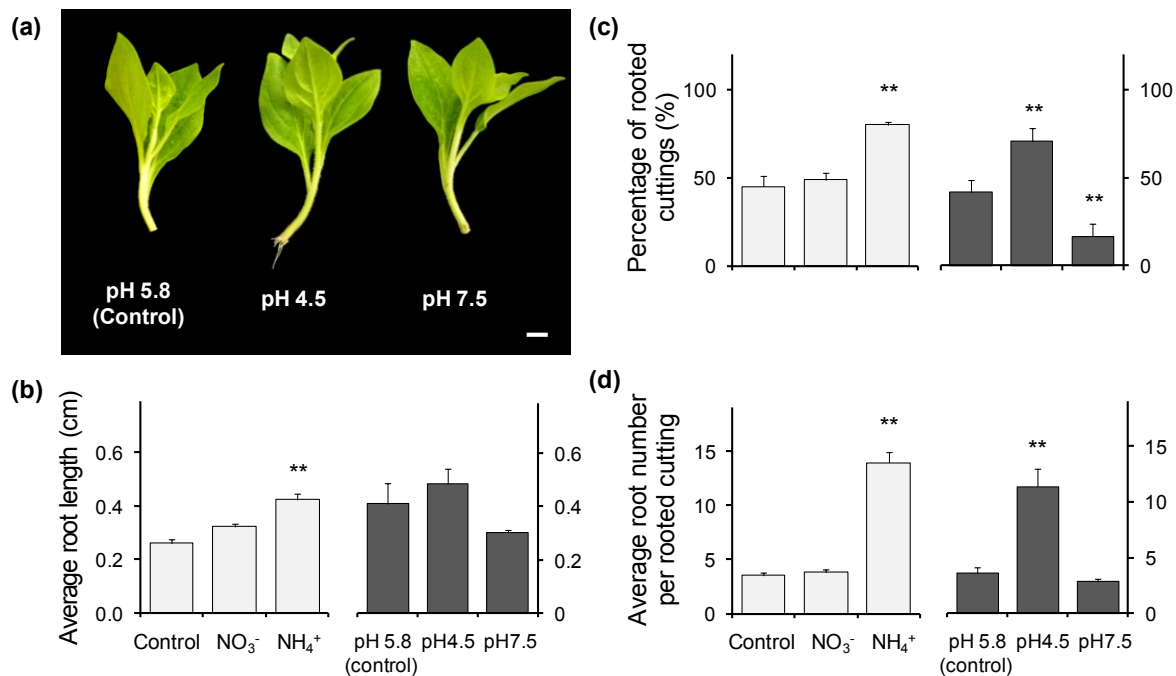 (a)
pH 5.8
(Control)
pH 4.5
pH 7.5
(b)
Average root length (cm)
0.6
0.4
0.2
0.0
**
0.6
0.4
0.2
0
Control
NO₃⁻
NH₄⁺
pH 5.8
(control)
pH4.5
pH7.5
(c)
Percentage of rooted
cuttings (%)
100
50
0
**
**
**
100
50
0
(d)
Average root number
per rooted cutting
15
10
5
0
**
**
15
10
5
0
Control
NO₃⁻
NH₄⁺
pH 5.8
(control)
pH4.5
pH7.5